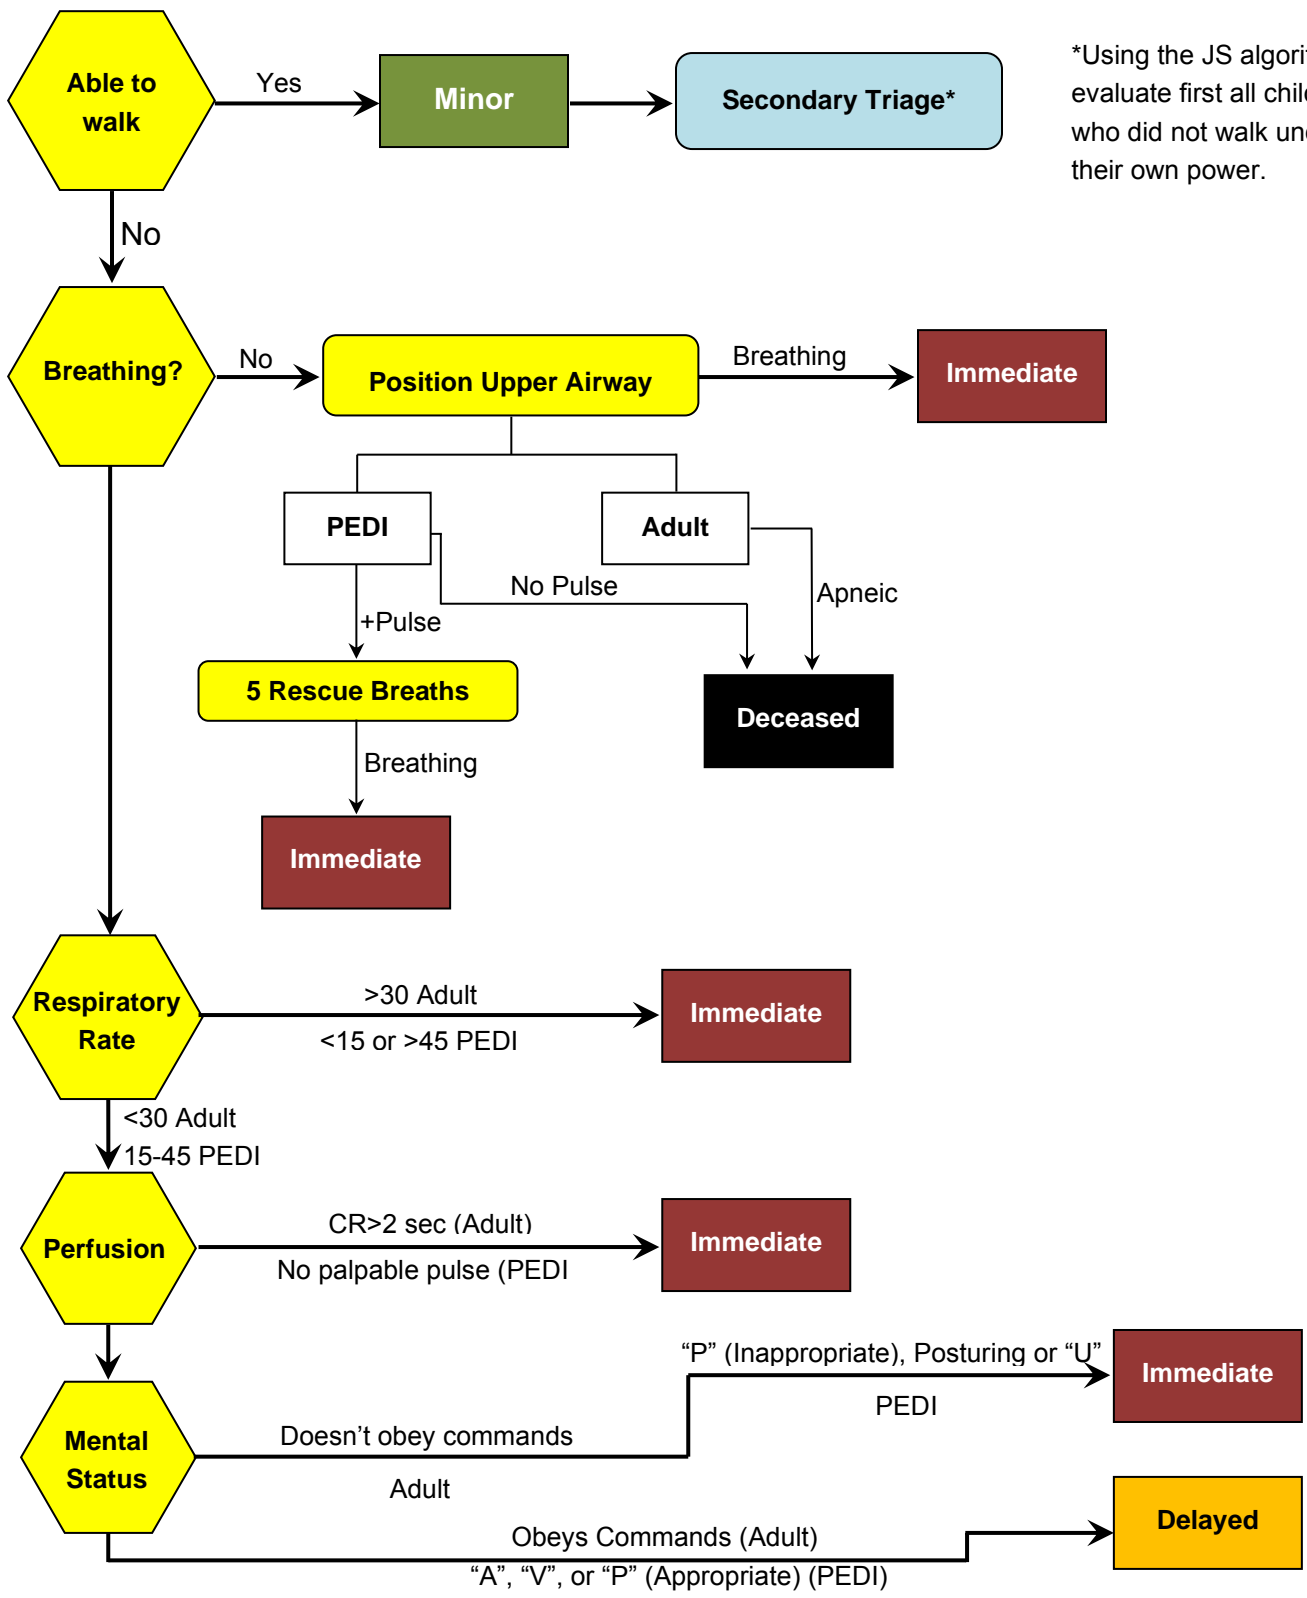 Able to
walk
Yes
Minor
Secondary Triage*
*Using the JS algorit
evaluate first all chil
who did not walk un
their own power.
No
Breathing?
No
Position Upper Airway
Breathing
Immediate
PEDI
Adult
No Pulse
Apneic
+Pulse
5 Rescue Breaths
Deceased
Breathing
Immediate
Respiratory
Rate
>30 Adult
<15 or >45 PEDI
Immediate
<30 Adult
15-45 PEDI
Perfusion
CR>2 sec (Adult)
No palpable pulse (PEDI
Immediate
Mental
Status
"P" (Inappropriate), Posturing or "U"
PEDI
Immediate
Doesn't obey commands
Adult
Obeys Commands (Adult)
"A", "V", or "P" (Appropriate) (PEDI)
Delayed